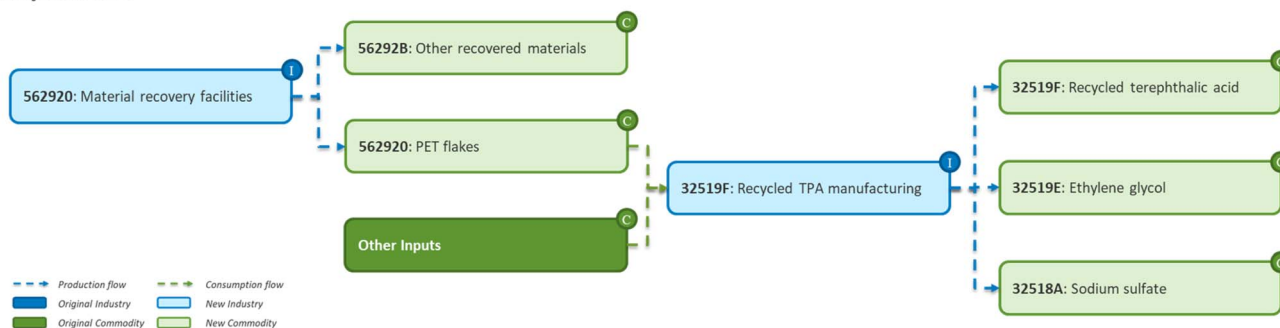 C
56292B: Other recovered materials
I
562920: Material recovery facilities
C
562920: PET flakes
C
Other Inputs
I
32519F: Recycled TPA manufacturing
32519F: Recycled terephthalic acid
32519E: Ethylene glycol
32518A: Sodium sulfate
Production flow
Consumption flow
Original Industry
New Industry
Original Commodity
New Commodity